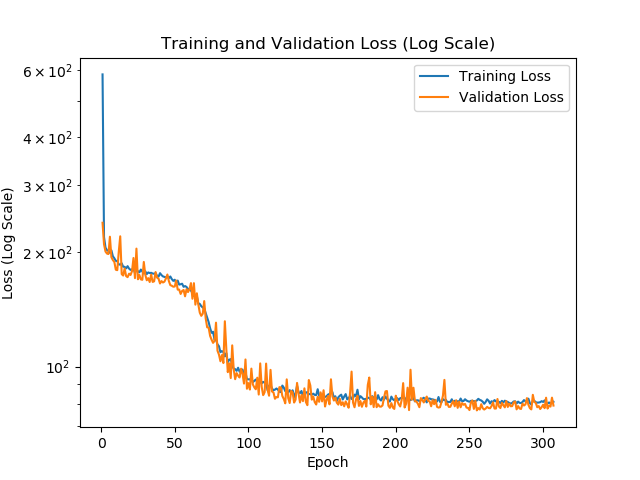 Training and Validation Loss (Log Scale)
6 × 10²
4 × 10²
3 × 10²
2 × 10²
10²
Loss (Log Scale)
Training Loss
Validation Loss
0 50 100 150 200 250 300
Epoch